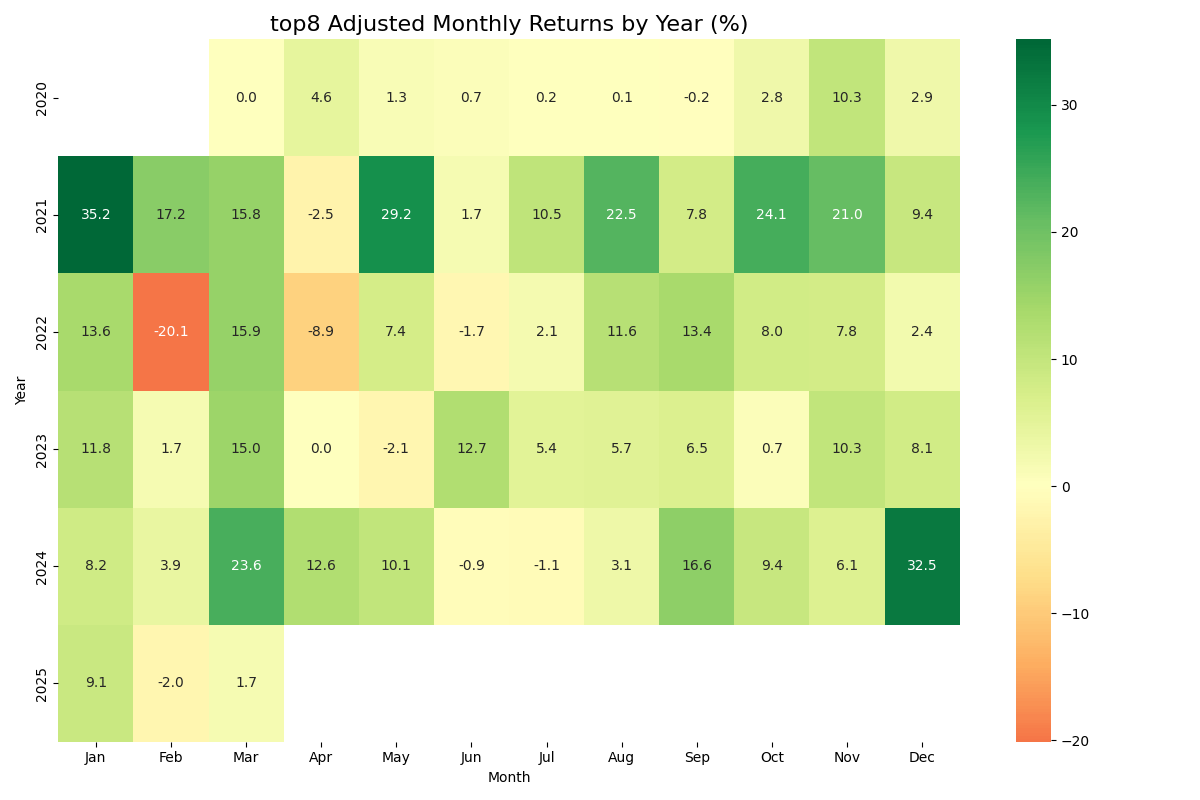 top8 Adjusted Monthly Returns by Year (%)
2020 0.0 4.6 1.3 0.7 0.2 0.1 -0.2 2.8 10.3 2.9
2021 35.2 17.2 15.8 -2.5 29.2 1.7 10.5 22.5 7.8 24.1 21.0 9.4
2022 13.6 -20.1 15.9 -8.9 7.4 -1.7 2.1 11.6 13.4 8.0 7.8 2.4
Year
2023 11.8 1.7 15.0 0.0 -2.1 12.7 5.4 5.7 6.5 0.7 10.3 8.1
2024 8.2 3.9 23.6 12.6 10.1 -0.9 -1.1 3.1 16.6 9.4 6.1 32.5
2025 9.1 -2.0 1.7
Jan Feb Mar Apr May Jun Jul Aug Sep Oct Nov Dec
Month
30
20
10
0
−10
−20